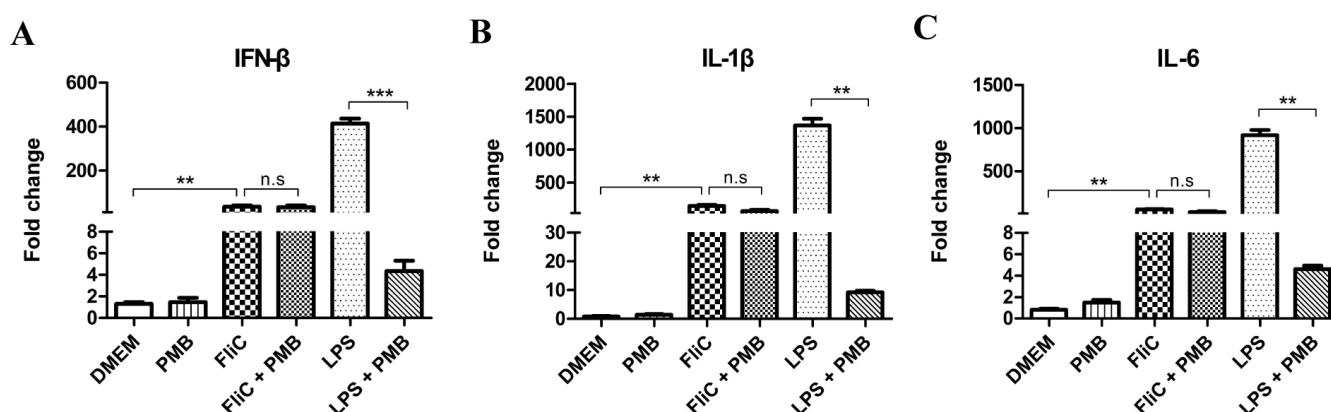 A
IFN-β
Fold change
600
400
200
8
6
4
2
0
**
n.s
***
DMEM
PMB
FliC
FliC + PMB
LPS
LPS + PMB
B
IL-1β
Fold change
2000
1500
1000
500
30
20
10
0
**
n.s
**
DMEM
PMB
FliC
FliC + PMB
LPS
LPS + PMB
C
IL-6
Fold change
1500
1000
500
8
6
4
2
0
**
n.s
**
DMEM
PMB
FliC
FliC + PMB
LPS
LPS + PMB